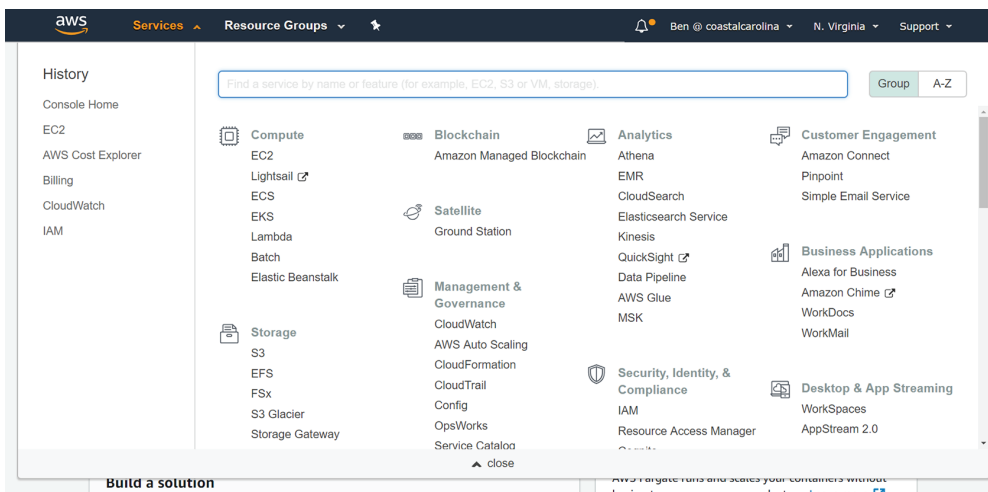 aws Services Resource Groups Ben @ coastalcarolina N. Virginia Support
History
Console Home
EC2
AWS Cost Explorer
Billing
CloudWatch
IAM
Find a service by name or feature (for example, EC2, S3 or VM, storage).
Group A-Z
Compute
EC2
Lightsail
ECS
EKS
Lambda
Batch
Elastic Beanstalk
Storage
S3
EFS
FSx
S3 Glacier
Storage Gateway
Blockchain
Amazon Managed Blockchain
Satellite
Ground Station
Management &
Governance
CloudWatch
AWS Auto Scaling
CloudFormation
CloudTrail
Config
OpsWorks
Service Catalog
Analytics
Athena
EMR
CloudSearch
Elasticsearch Service
Kinesis
QuickSight
Data Pipeline
AWS Glue
MSK
Security, Identity, &
Compliance
IAM
Resource Access Manager
Customer Engagement
Amazon Connect
Pinpoint
Simple Email Service
Business Applications
Alexa for Business
Amazon Chime
WorkDocs
WorkMail
Desktop & App Streaming
WorkSpaces
AppStream 2.0
close
Build a solution
AWS Fargate runs and scales your containers without